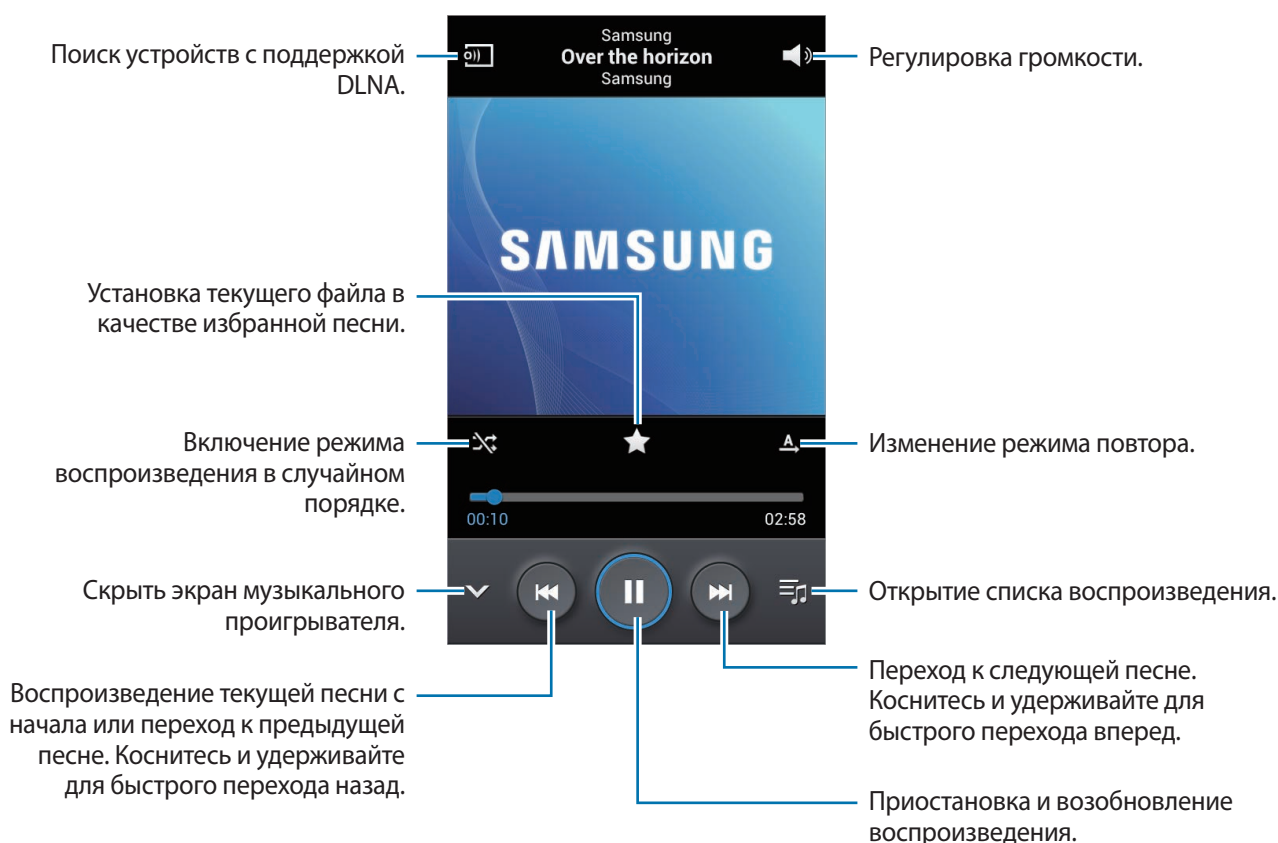 Поиск устройств с поддержкой
DLNA.
Samsung
Over the horizon
Samsung
Регулировка громкости.
SAMSUNG
Установка текущего файла в
качестве избранной песни.
Включение режима
воспроизведения в случайном
порядке.
A
Изменение режима повтора.
00:10
02:58
Скрыть экран музыкального
проигрывателя.
Открытие списка воспроизведения.
Воспроизведение текущей песни с
начала или переход к предыдущей
песне. Коснитесь и удерживайте
для быстрого перехода назад.
Переход к следующей песне.
Коснитесь и удерживайте для
быстрого перехода вперед.
Приостановка и возобновление
воспроизведения.